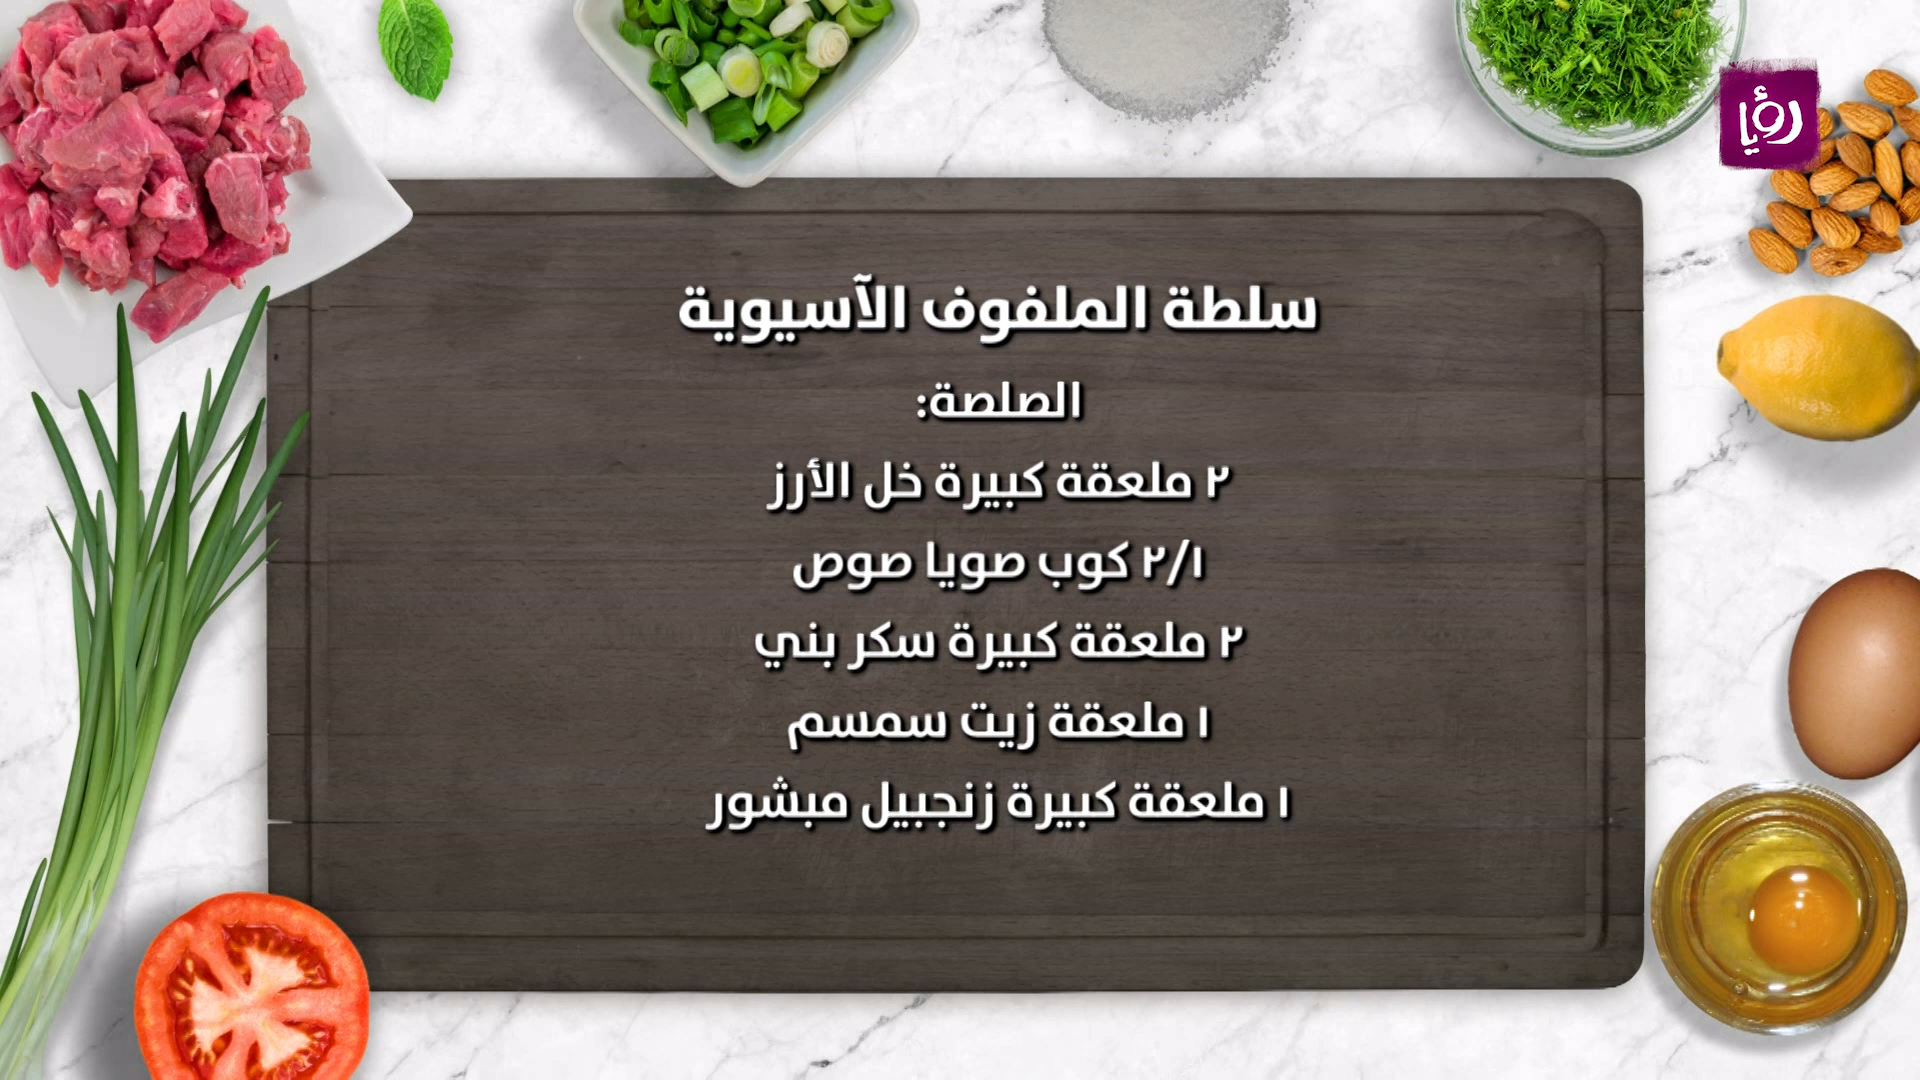 رؤيا
سلطة الملفوف الآسيوية
الصلصة:
٢ ملعقة كبيرة خل الأرز
٢/١ كوب صويا صوص
٢ ملعقة كبيرة سكر بني
١ ملعقة زيت سمسم
١ ملعقة كبيرة زنجبيل مبشور